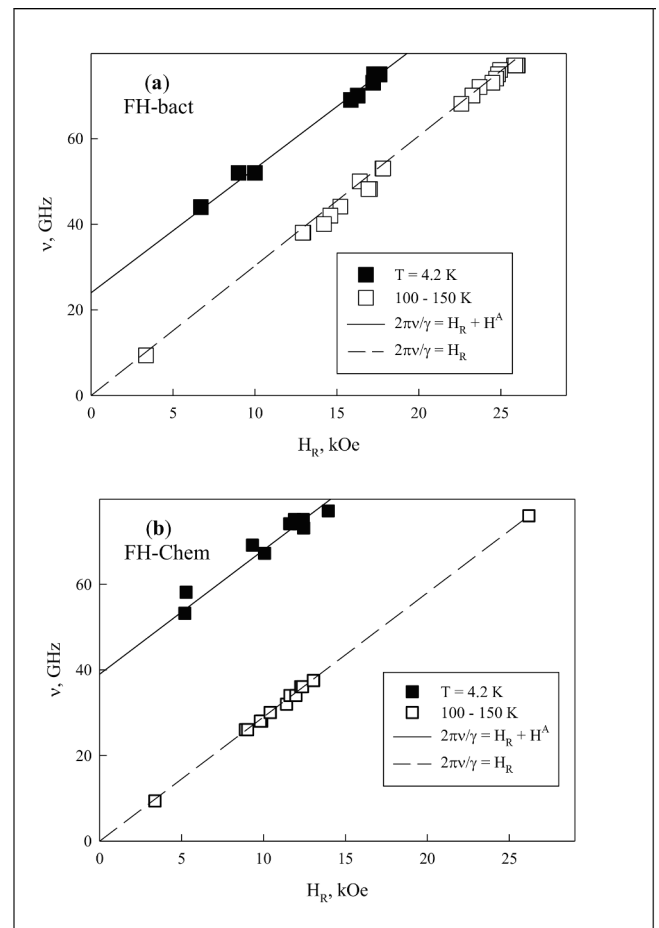 (a)
FH-bact
60
40
20
0
ν, GHz
T = 4.2 K
100 - 150 K
2πν/γ = H_R + H^A
2πν/γ = H_R
0 5 10 15 20 25
H_R, kOe
(b)
FH-Chem
60
40
20
0
ν, GHz
T = 4.2 K
100 - 150 K
2πν/γ = H_R + H^A
2πν/γ = H_R
0 5 10 15 20 25
H_R, kOe